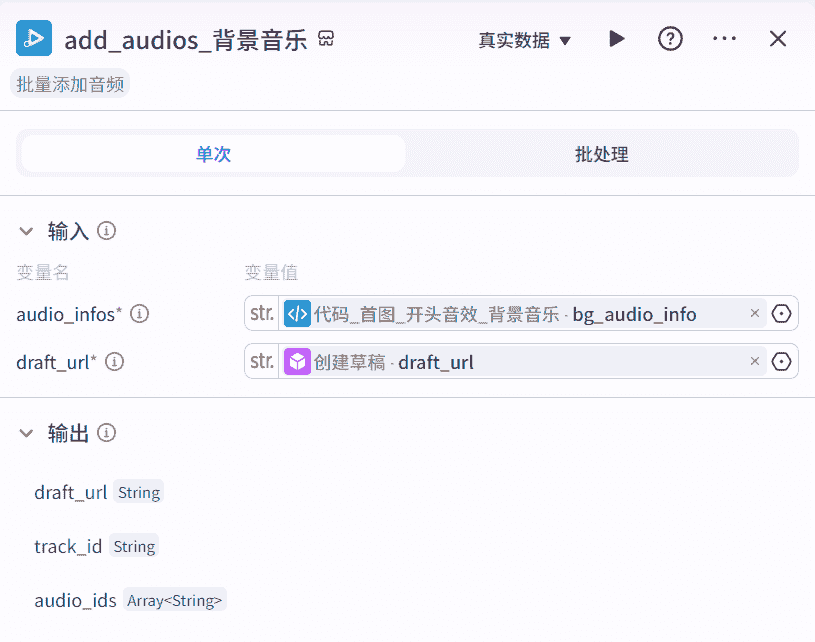 add_audios_背景音乐 真实数据
批量添加音频
单次 批处理
输入
变量名 变量值
audio_infos* str. 代码_首图_开头音效_背景音乐 · bg_audio_info
draft_url* str. 创建草稿 · draft_url
输出
draft_url String
track_id String
audio_ids Array<String>